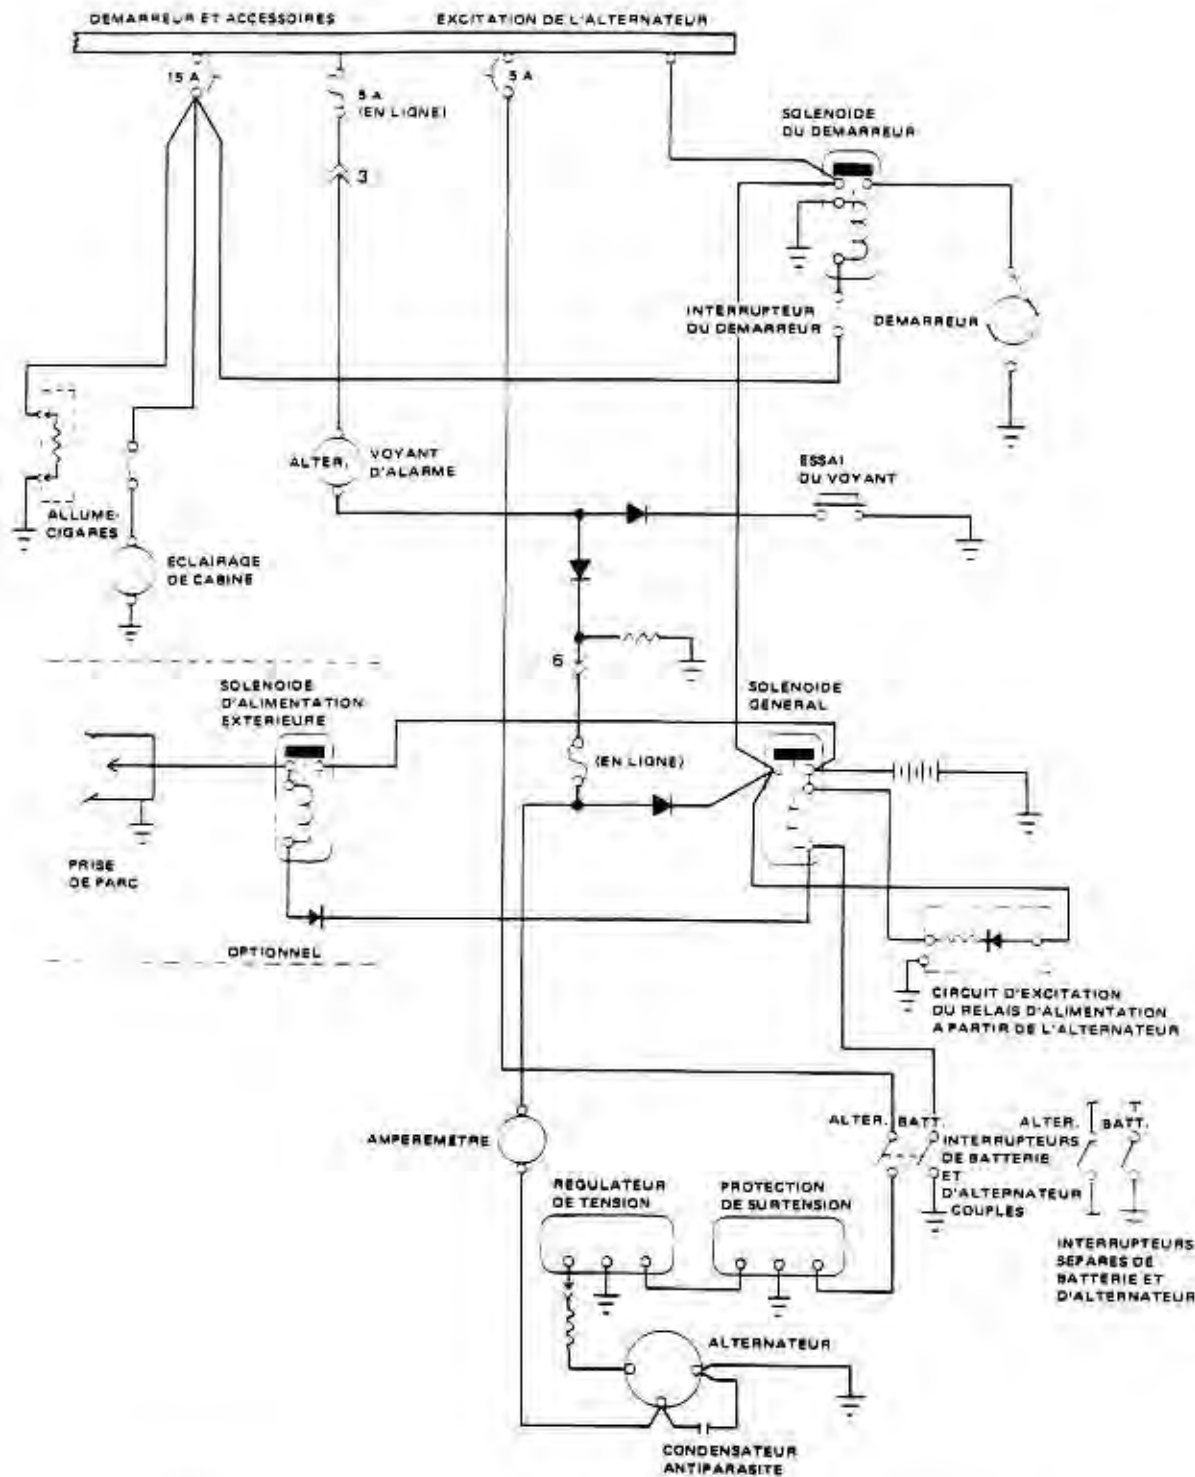 DEMARREUR ET ACCESSOIRES
EXCITATION DE L'ALTERNATEUR
15 A
5 A
(EN LIGNE)
5 A
3
SOLENOIDE
DU DEMARREUR
INTERRUPTEUR
DU DEMARREUR
DEMARREUR
ALTER.
VOYANT
D'ALARME
ESSAI
DU VOYANT
ALLUME-
CIGARES
ECLAIRAGE
DE CABINE
6
SOLENOIDE
D'ALIMENTATION
EXTERIEURE
SOLENOIDE
GENERAL
(EN LIGNE)
PRISE
DE PARC
OPTIONNEL
CIRCUIT D'EXCITATION
DU RELAIS D'ALIMENTATION
A PARTIR DE L'ALTERNATEUR
AMPEREMETRE
ALTER. BATT.
INTERRUPTEURS
DE BATTERIE
ET
D'ALTERNATEUR
COUPLES
ALTER. BATT.
INTERRUPTEURS
SEPARES DE
BATTERIE ET
D'ALTERNATEUR
REGULATEUR
DE TENSION
PROTECTION
DE SURTENSION
ALTERNATEUR
CONDENSATEUR
ANTIPARASITE